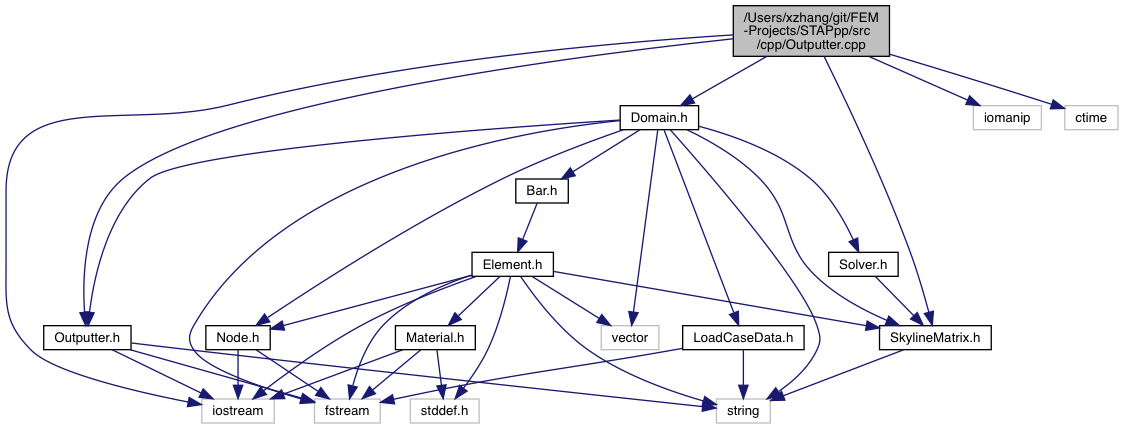 /Users/xzhang/git/FEM
-Projects/STAPpp/src
/cpp/Outputter.cpp
Domain.h
iomanip
ctime
Bar.h
Element.h
Solver.h
Outputter.h
Node.h
Material.h
vector
LoadCaseData.h
SkylineMatrix.h
iostream
fstream
stddef.h
string